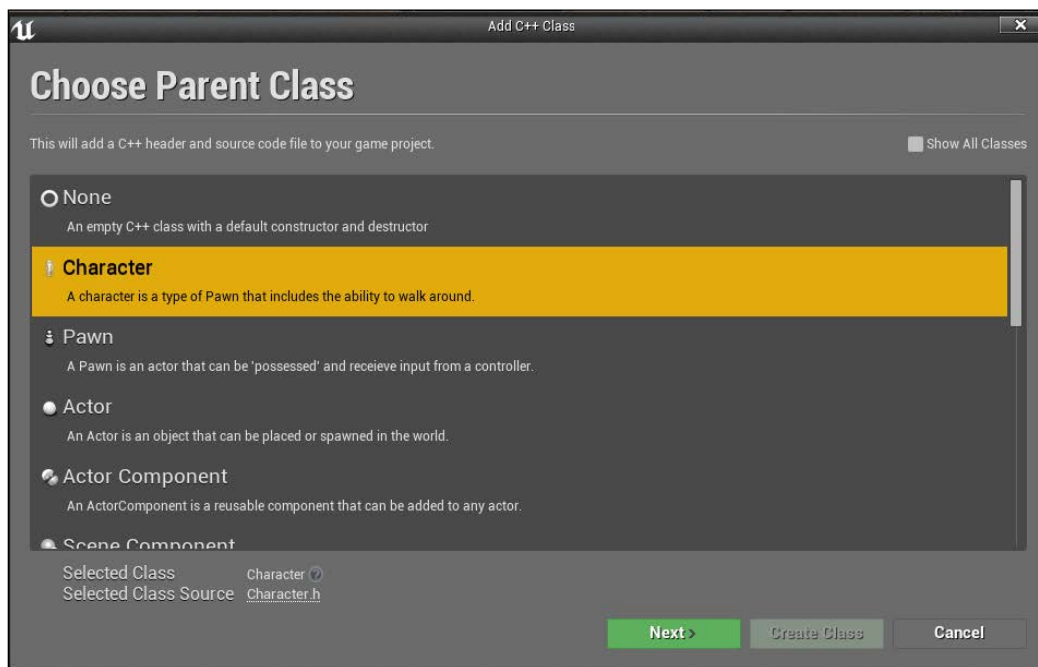 Add C++ Class
Choose Parent Class
This will add a C++ header and source code file to your game project.
Show All Classes
None
An empty C++ class with a default constructor and destructor
Character
A character is a type of Pawn that includes the ability to walk around.
Pawn
A Pawn is an actor that can be 'possessed' and receieve input from a controller.
Actor
An Actor is an object that can be placed or spawned in the world.
Actor Component
An ActorComponent is a reusable component that can be added to any actor.
Scene Component
Selected Class Character
Selected Class Source Character.h
Next > Create Class Cancel